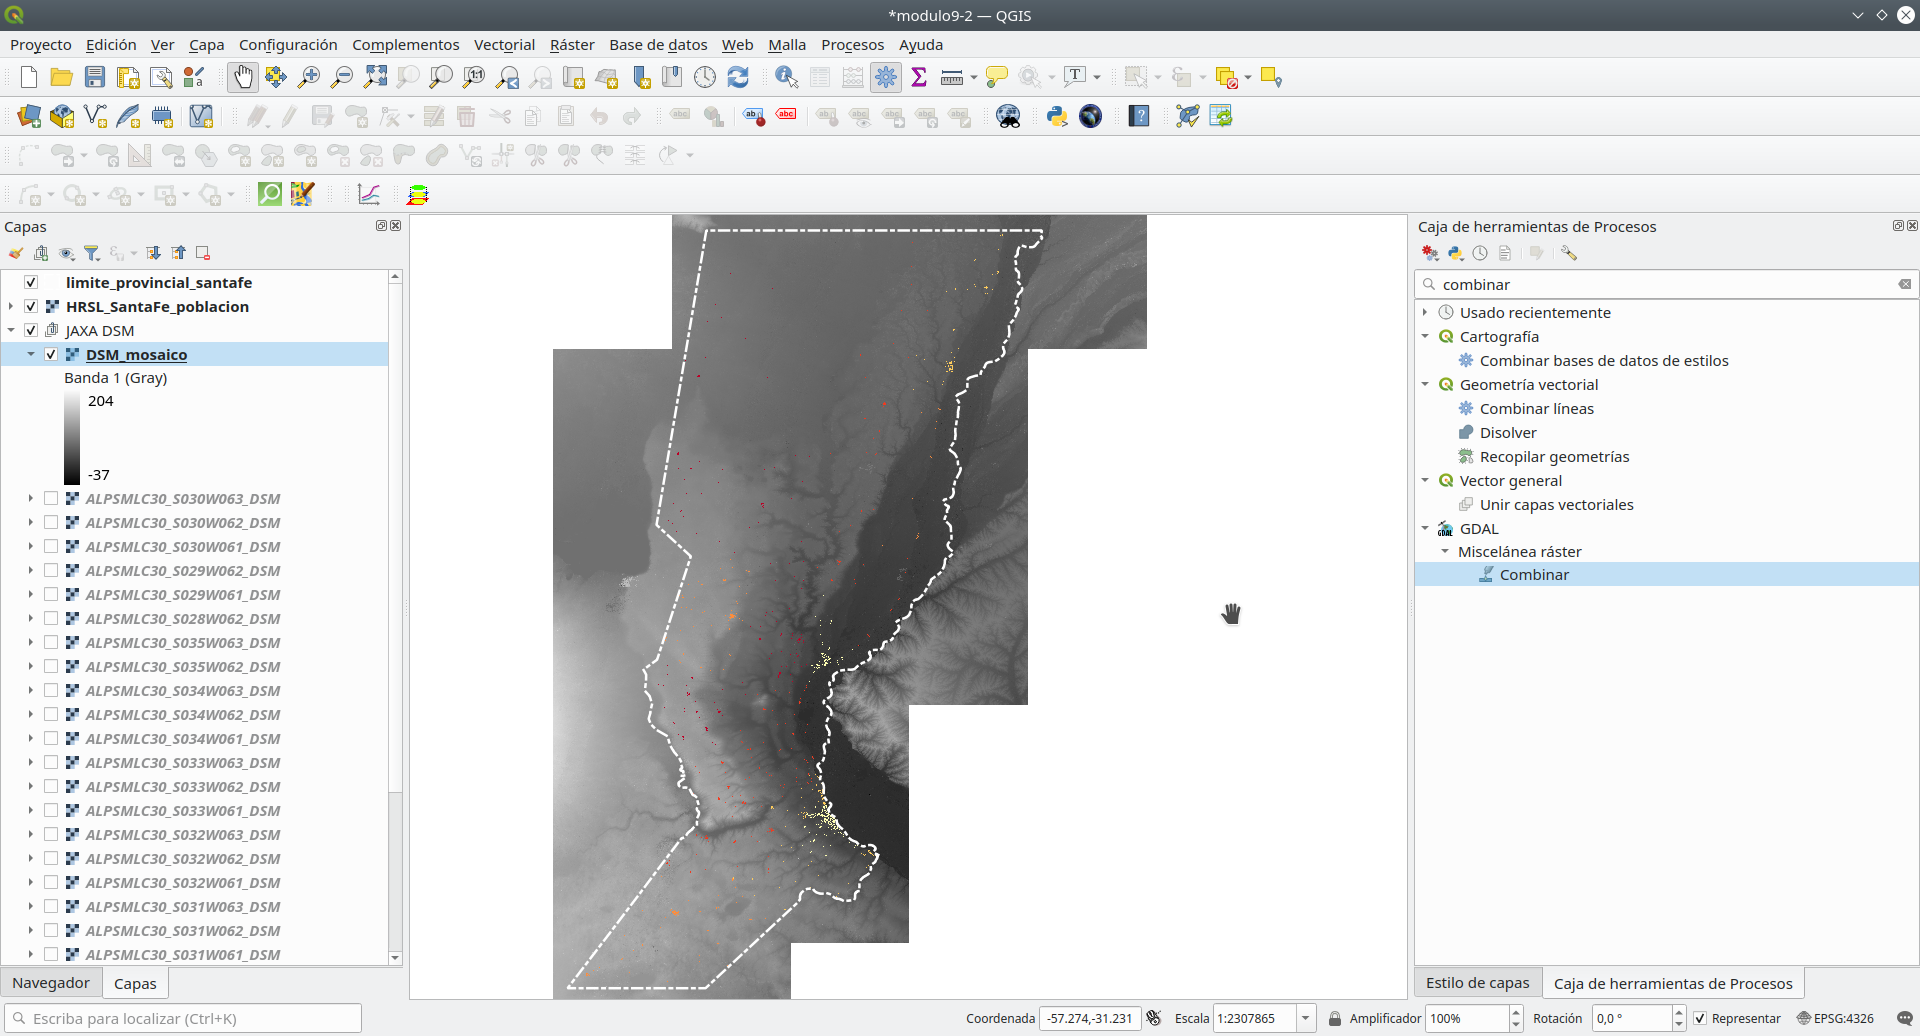 *modulo9-2 — QGIS
Proyecto Edición Ver Capa Configuración Complementos Vectorial Ráster Base de datos Web Malla Procesos Ayuda
Capas
limite_provincial_santafe
HRSL_SantaFe_poblacion
JAXA DSM
DSM_mosaico
Banda 1 (Gray)
204
-37
ALPSMLC30_S030W063_DSM
ALPSMLC30_S030W062_DSM
ALPSMLC30_S030W061_DSM
ALPSMLC30_S029W062_DSM
ALPSMLC30_S029W061_DSM
ALPSMLC30_S028W062_DSM
ALPSMLC30_S035W063_DSM
ALPSMLC30_S035W062_DSM
ALPSMLC30_S034W063_DSM
ALPSMLC30_S034W062_DSM
ALPSMLC30_S034W061_DSM
ALPSMLC30_S033W063_DSM
ALPSMLC30_S033W062_DSM
ALPSMLC30_S033W061_DSM
ALPSMLC30_S032W063_DSM
ALPSMLC30_S032W062_DSM
ALPSMLC30_S032W061_DSM
ALPSMLC30_S031W063_DSM
ALPSMLC30_S031W062_DSM
ALPSMLC30_S031W061_DSM
Navegador Capas
Caja de herramientas de Procesos
combinar
Usado recientemente
Cartografía
Combinar bases de datos de estilos
Geometría vectorial
Combinar líneas
Disolver
Recopilar geometrías
Vector general
Unir capas vectoriales
GDAL
Miscelánea ráster
Combinar
Estilo de capas Caja de herramientas de Procesos
Escriba para localizar (Ctrl+K)
Coordenada -57.274,-31.231 Escala 1:2307865 Amplificador 100% Rotación 0,0 ° Representar EPSG:4326